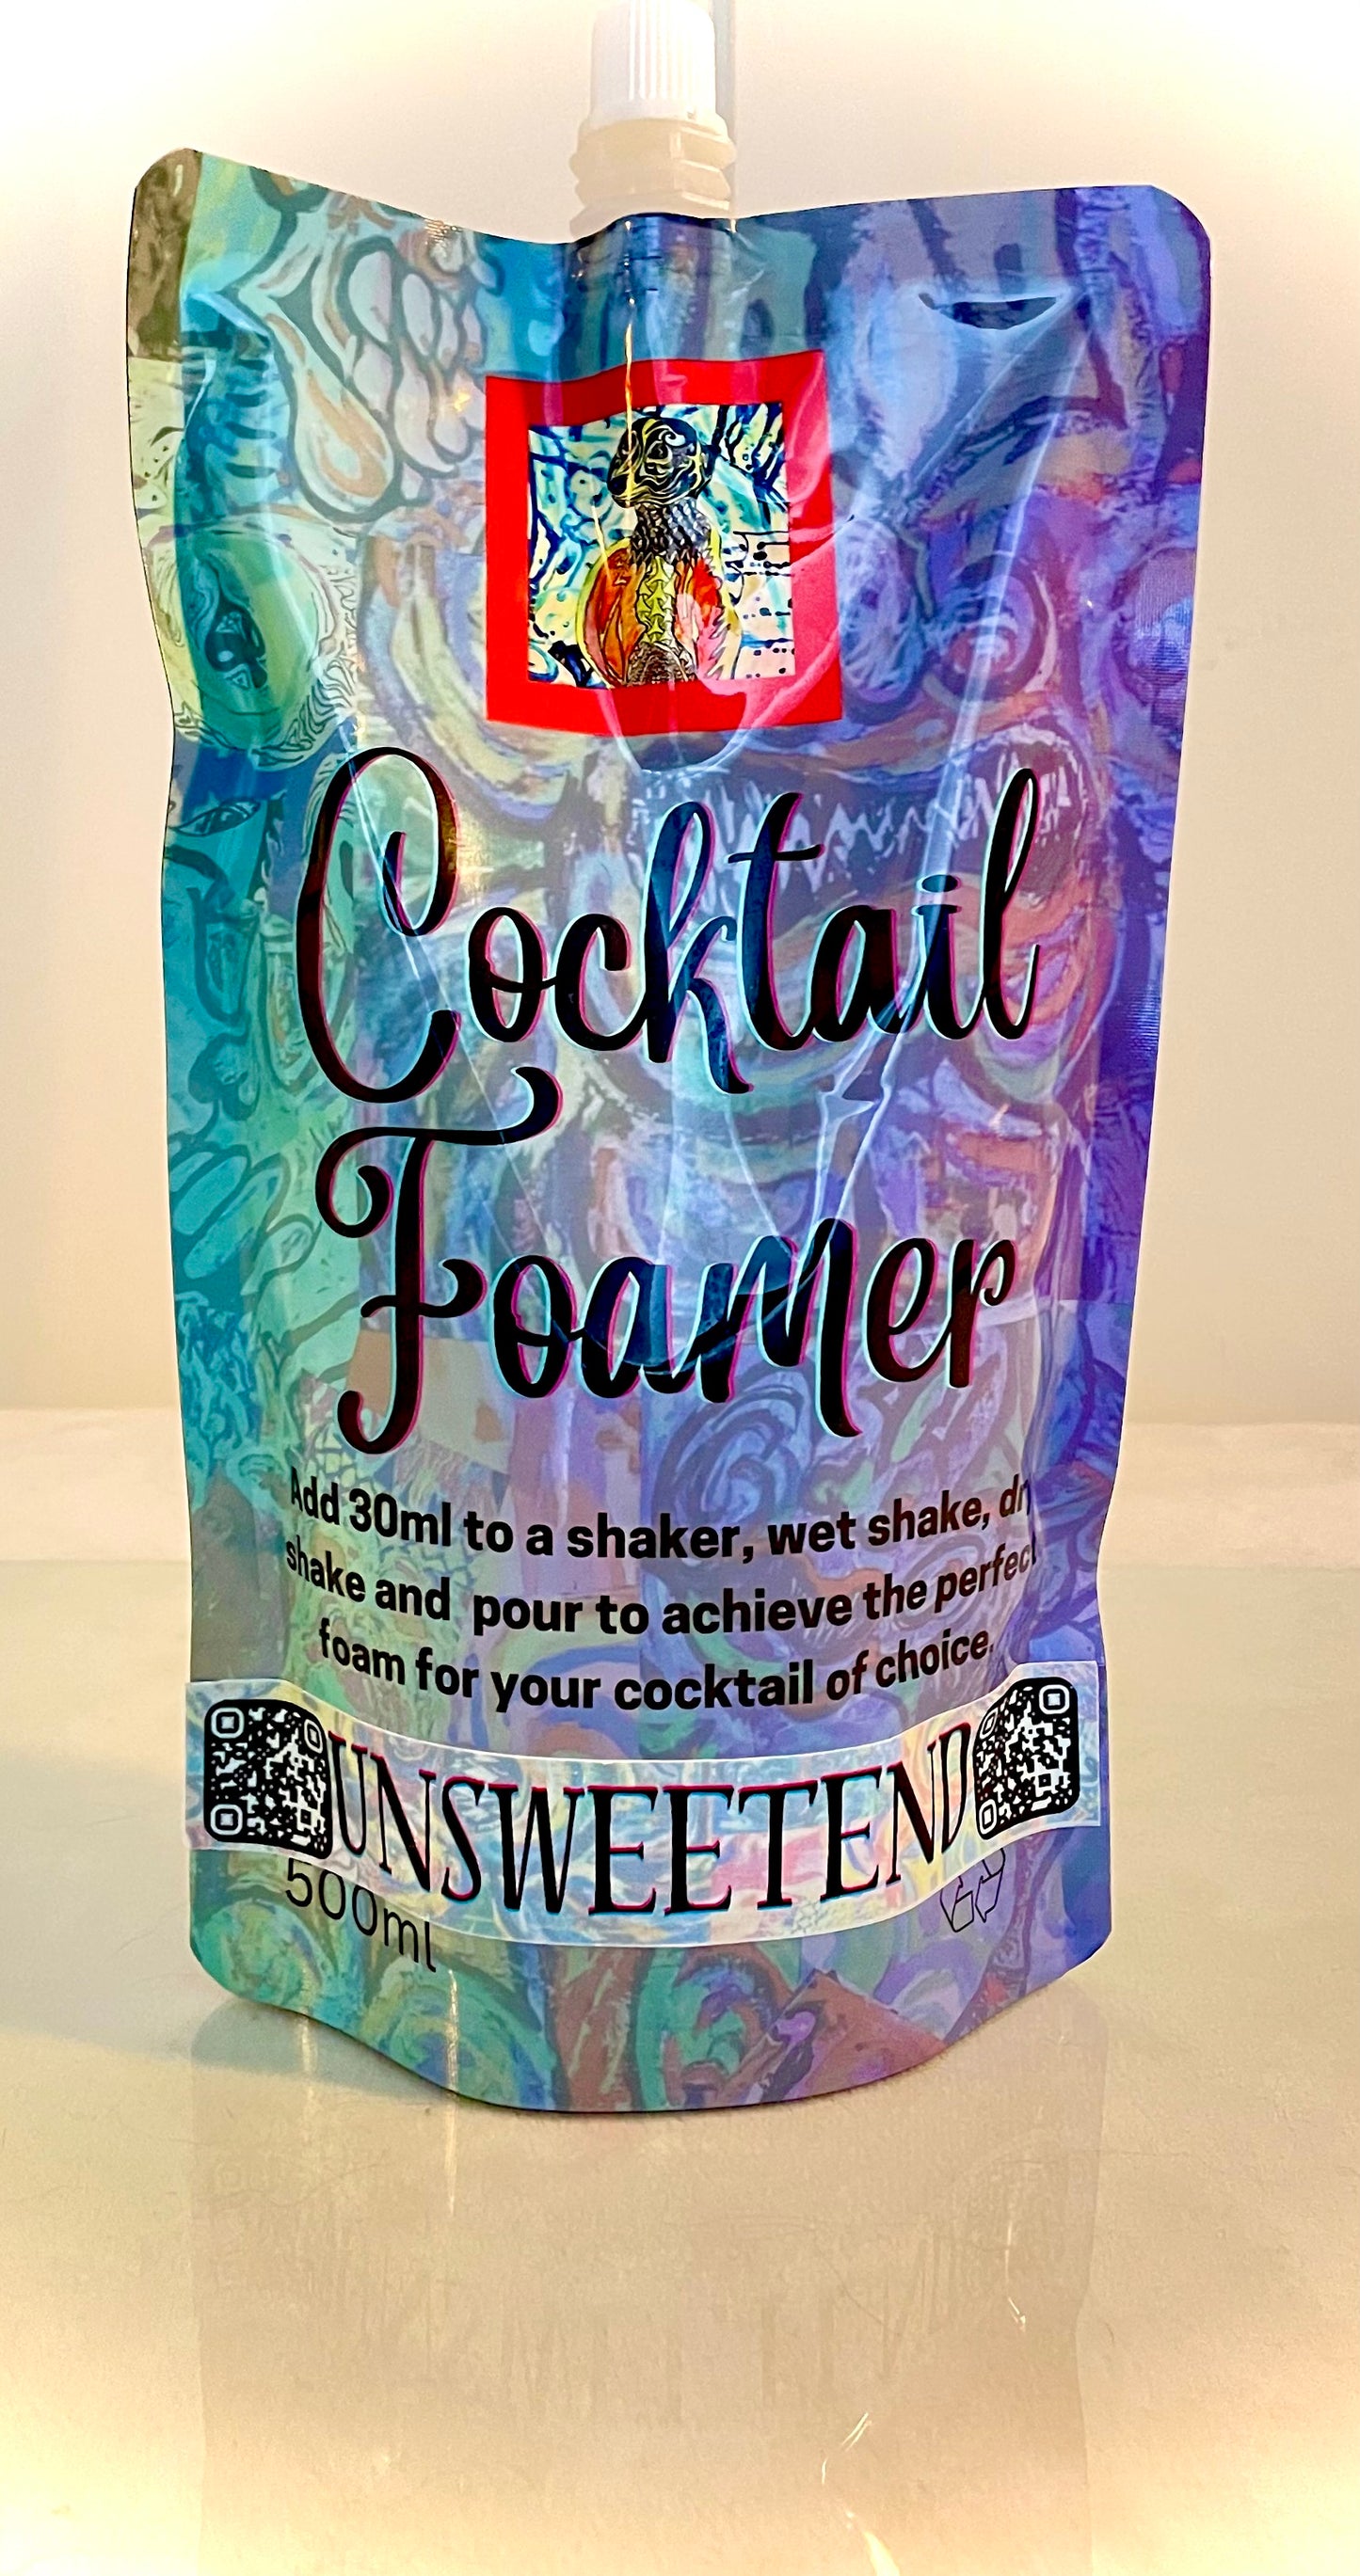 Cocktail
Foamer
Add 30ml to a shaker, wet shake, dry
shake and pour to achieve the perfect
foam for your cocktail of choice.
UNSWEETEND
500ml